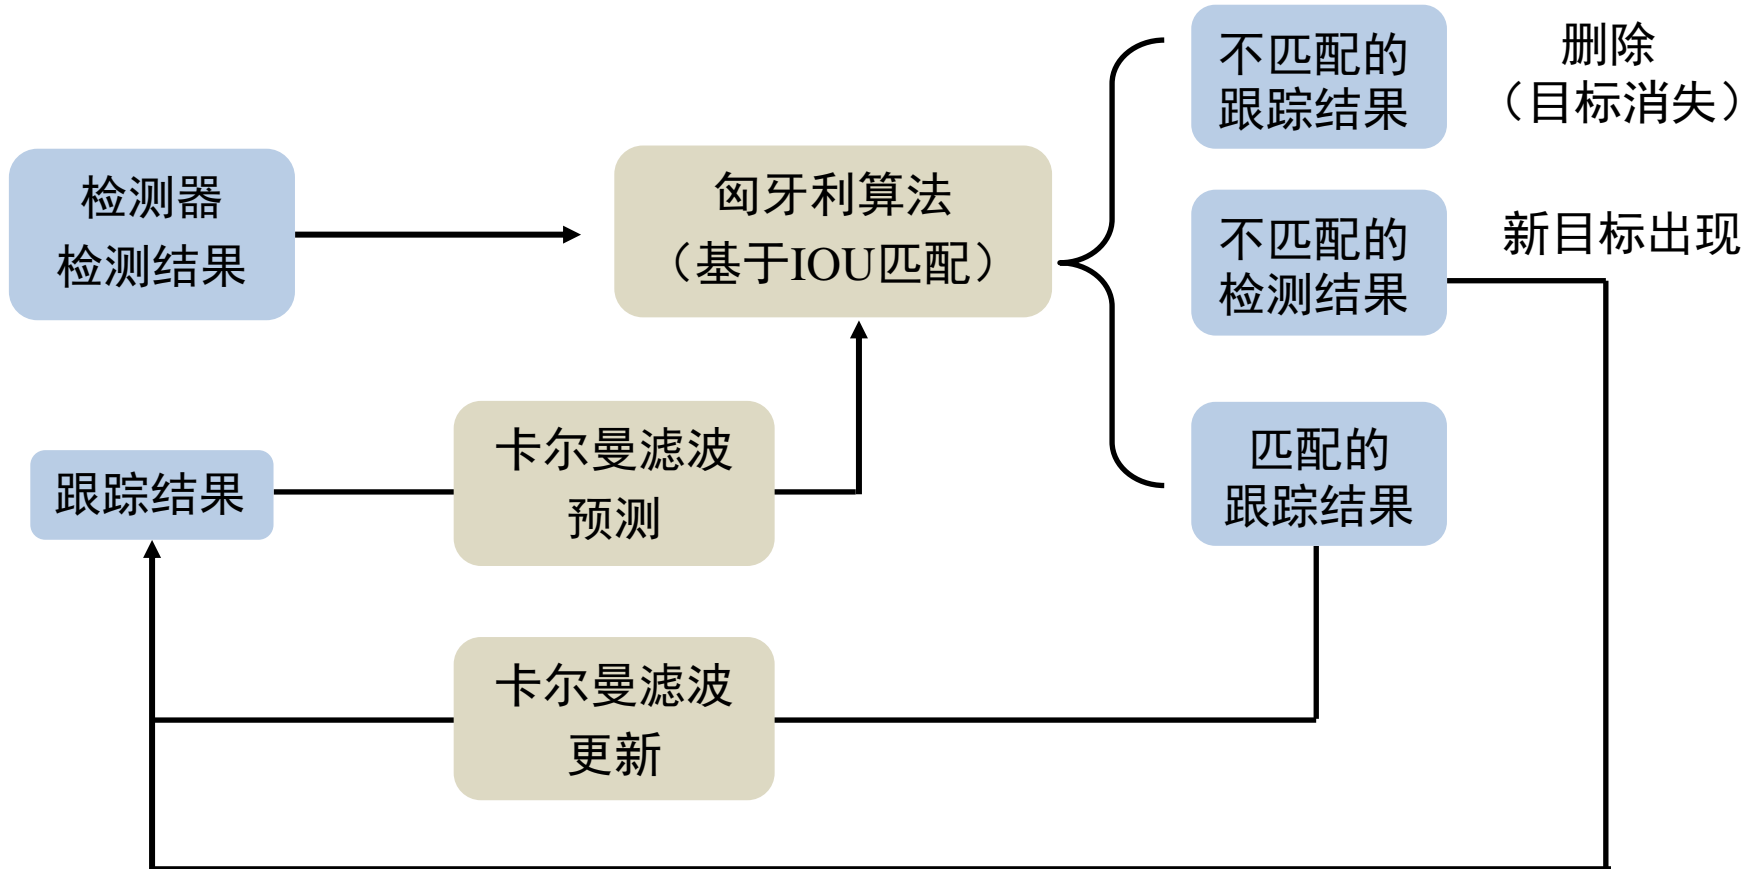 检测器
检测结果
匈牙利算法
（基于IOU匹配）
不匹配的
跟踪结果
删除
（目标消失）
不匹配的
检测结果
新目标出现
匹配的
跟踪结果
跟踪结果
卡尔曼滤波
预测
卡尔曼滤波
更新